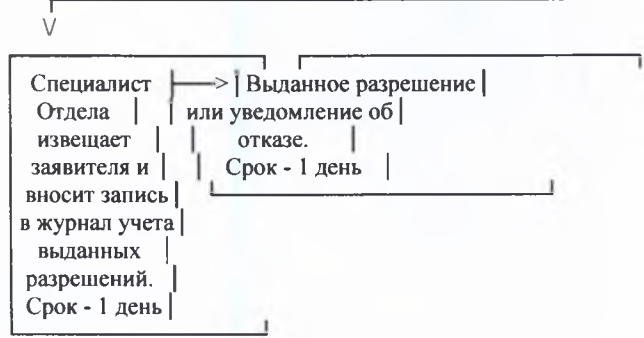 V
Специалист ├──> | Выданное разрешение |
Отдела | | или уведомление об |
извещает | | отказе. |
заявителя и | | Срок - 1 день |
вносит запись |
в журнал учета |
выданных |
разрешений. |
Срок - 1 день |